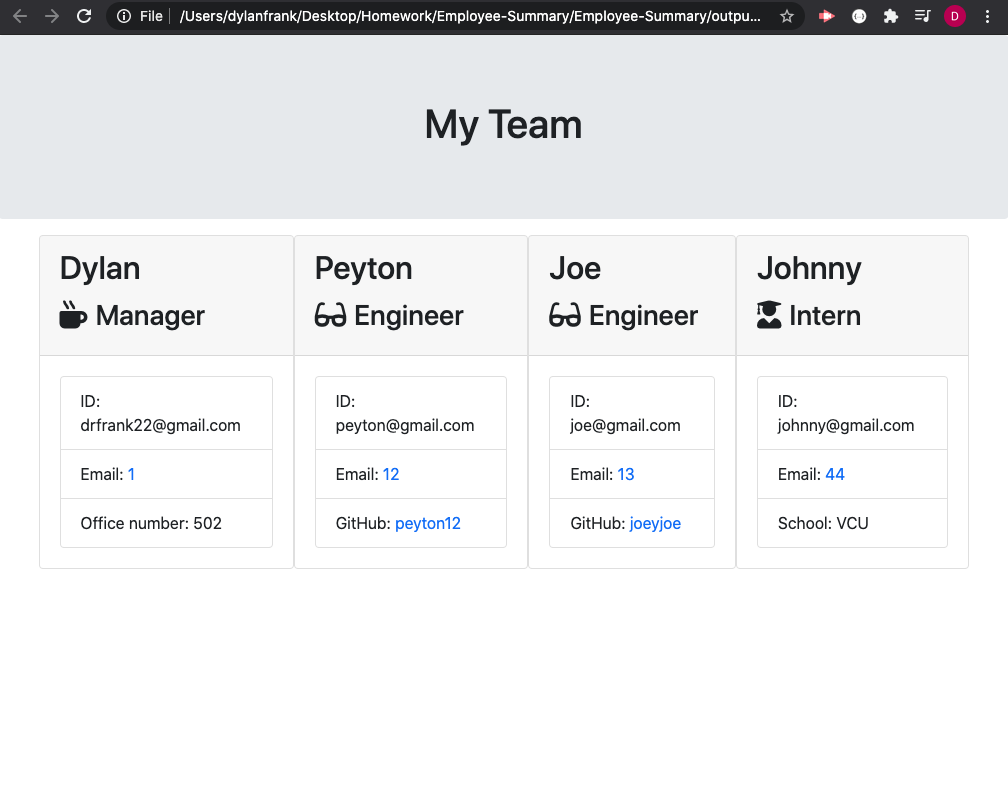 File /Users/dylanfrank/Desktop/Homework/Employee-Summary/Employee-Summary/outpu...
D
My Team
Dylan
Manager
ID:
drfrank22@gmail.com
Email: 1
Office number: 502
Peyton
Engineer
ID:
peyton@gmail.com
Email: 12
GitHub: peyton12
Joe
Engineer
ID:
joe@gmail.com
Email: 13
GitHub: joeyjoe
Johnny
Intern
ID:
johnny@gmail.com
Email: 44
School: VCU